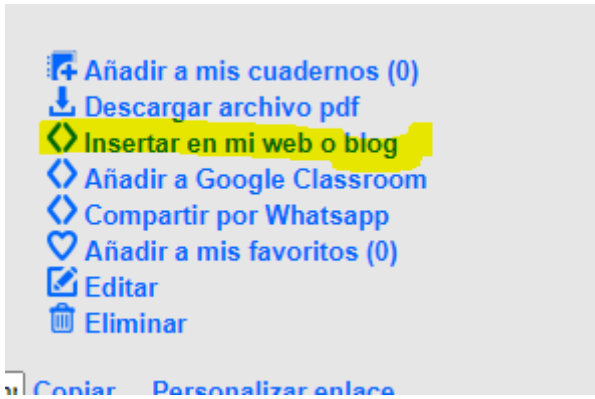 Añadir a mis cuadernos (0)
Descargar archivo pdf
Insertar en mi web o blog
Añadir a Google Classroom
Compartir por Whatsapp
Añadir a mis favoritos (0)
Editar
Eliminar
Copiar Personalizar enlace